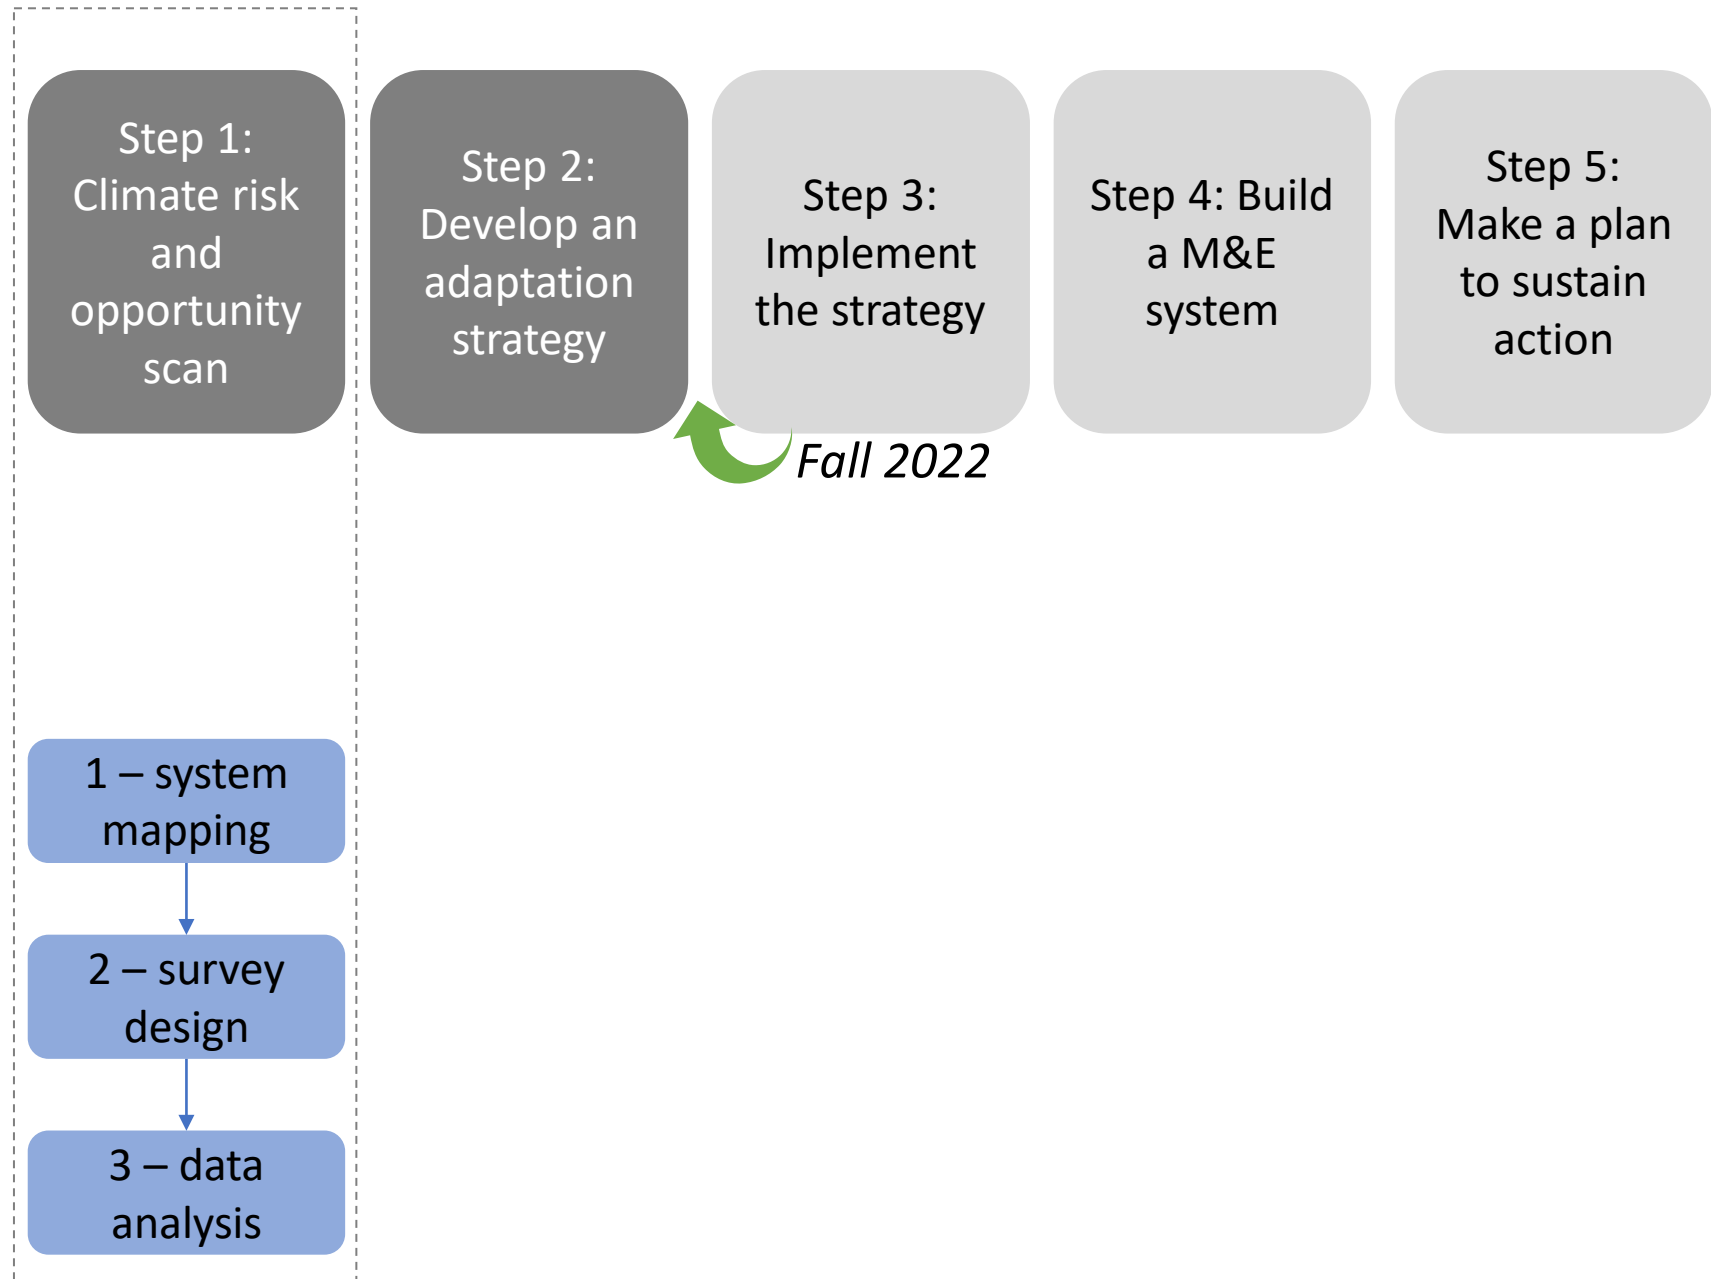 Step 1:
Climate risk
and
opportunity
scan
Step 2:
Develop an
adaptation
strategy
Step 3:
Implement
the strategy
Step 4: Build
a M&E
system
Step 5:
Make a plan
to sustain
action
Fall 2022
1 – system
mapping
2 – survey
design
3 – data
analysis